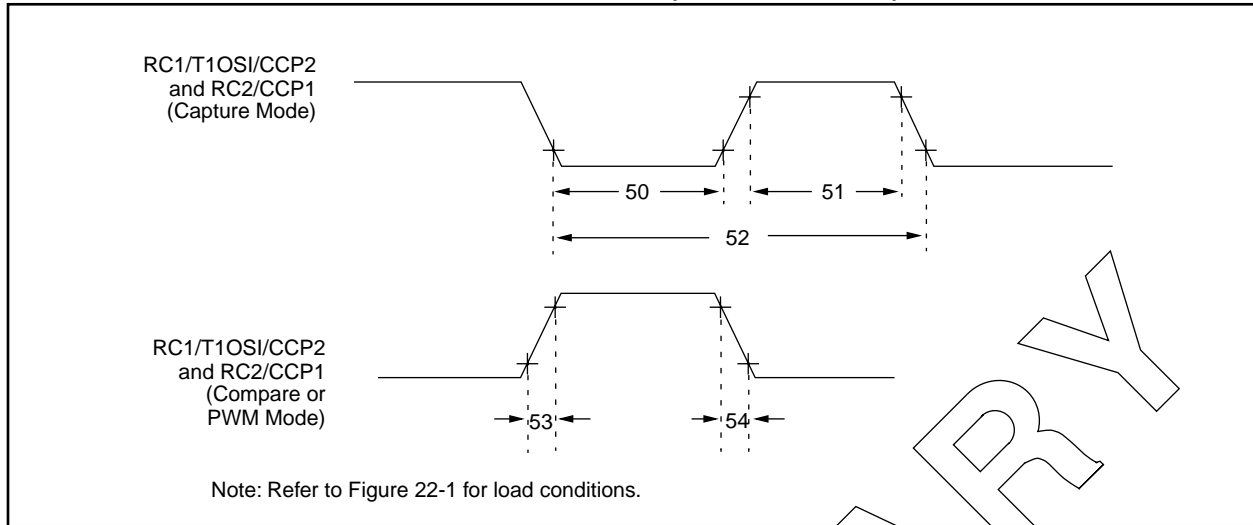 RC1/T1OSI/CCP2
and RC2/CCP1
(Capture Mode)
50
51
52
RC1/T1OSI/CCP2
and RC2/CCP1
(Compare or
PWM Mode)
53
54
Note: Refer to Figure 22-1 for load conditions.
R Y